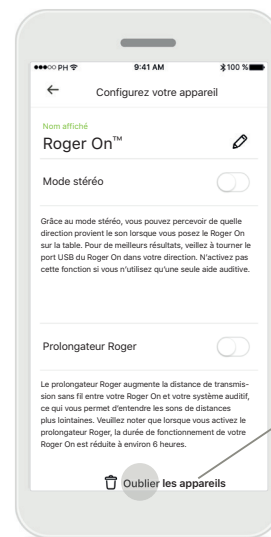 PH 9:41 AM 100 %
Configurez votre appareil
Nom affiché
Roger On™
Mode stéréo
Grâce au mode stéréo, vous pouvez percevoir de quelle
direction provient le son lorsque vous posez le Roger On
sur la table. Pour de meilleurs résultats, veillez à tourner le
port USB du Roger On dans votre direction. N'activez pas
cette fonction si vous n'utilisez qu'une seule aide auditive.
Prolongateur Roger
Le prolongateur Roger augmente la distance de transmis-
sion sans fil entre votre Roger On et votre système auditif,
ce qui vous permet d'entendre les sons de distances
plus lointaines. Veuillez noter que lorsque vous activez le
prolongateur Roger, la durée de fonctionnement de votre
Roger On est réduite à environ 6 heures.
Oublier les appareils